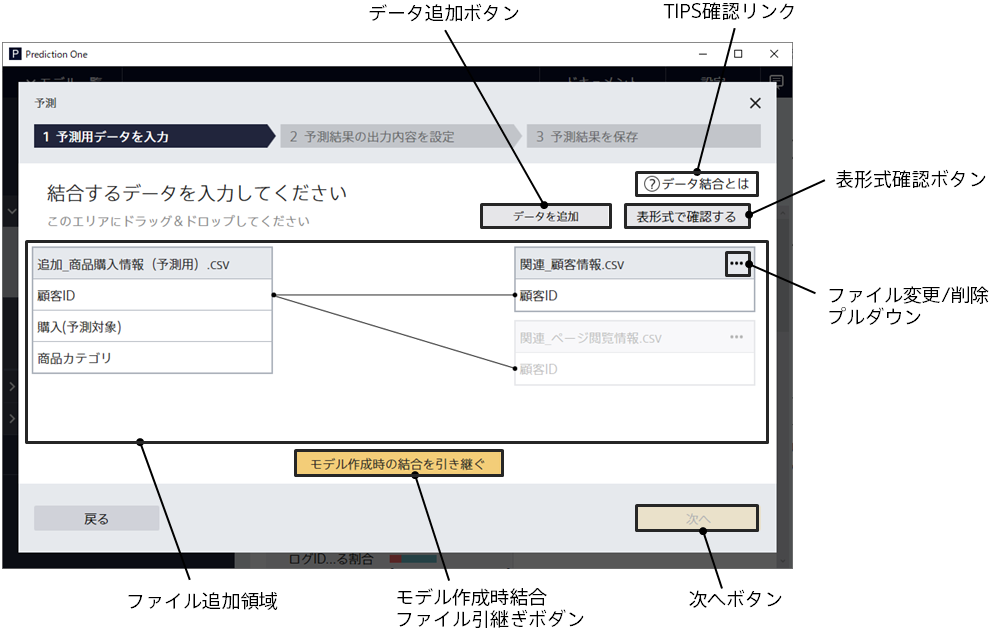 データ追加ボタン
TIPS確認リンク
Prediction One
モデル一覧
ドキュメント
設定
予測
1 予測用データを入力
2 予測結果の出力内容を設定
3 予測結果を保存
結合するデータを入力してください
?データ結合とは
表形式確認ボタン
このエリアにドラッグ＆ドロップしてください
データを追加
表形式で確認する
追加_商品購入情報（予測用）.csv
関連_顧客情報.csv
顧客ID
顧客ID
ファイル変更/削除
プルダウン
購入(予測対象)
関連_ページ閲覧情報.csv
商品カテゴリ
顧客ID
モデル作成時の結合を引き継ぐ
戻る
次へ
ログID...る割合
ファイル追加領域
モデル作成時結合
ファイル引継ぎボダン
次へボタン